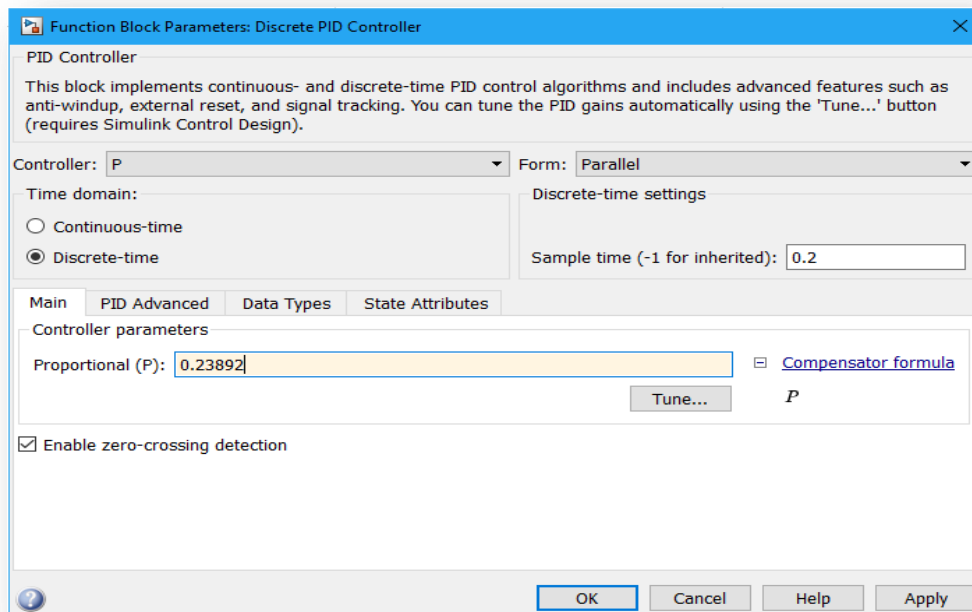 Function Block Parameters: Discrete PID Controller
PID Controller
This block implements continuous- and discrete-time PID control algorithms and includes advanced features such as
anti-windup, external reset, and signal tracking. You can tune the PID gains automatically using the 'Tune...' button
(requires Simulink Control Design).
Controller: P Form: Parallel
Time domain: Discrete-time settings
Continuous-time
Discrete-time Sample time (-1 for inherited): 0.2
Main PID Advanced Data Types State Attributes
Controller parameters
Proportional (P): 0.23892 Compensator formula
Tune... P
Enable zero-crossing detection
? OK Cancel Help Apply